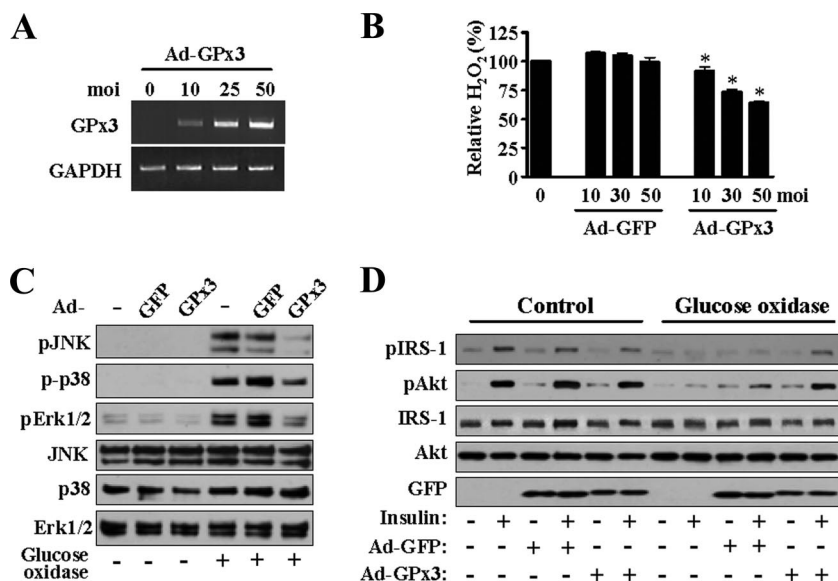 A
Ad-GPx3
moi 0 10 25 50
GPx3
GAPDH
B
Relative H2O2 (%)
125
100
75
50
25
0
* * *
0 10 30 50 10 30 50 moi
Ad-GFP Ad-GPx3
C
Ad- - GFP GPx3 - GFP GPx3
pJNK
p-p38
pErk1/2
JNK
p38
Erk1/2
Glucose oxidase - - - + + +
D
Control Glucose oxidase
pIRS-1
pAkt
IRS-1
Akt
GFP
Insulin: - + - + - + - + - + - +
Ad-GFP: - - + + - - - - + + - -
Ad-GPx3: - - - - + + - - - - + +